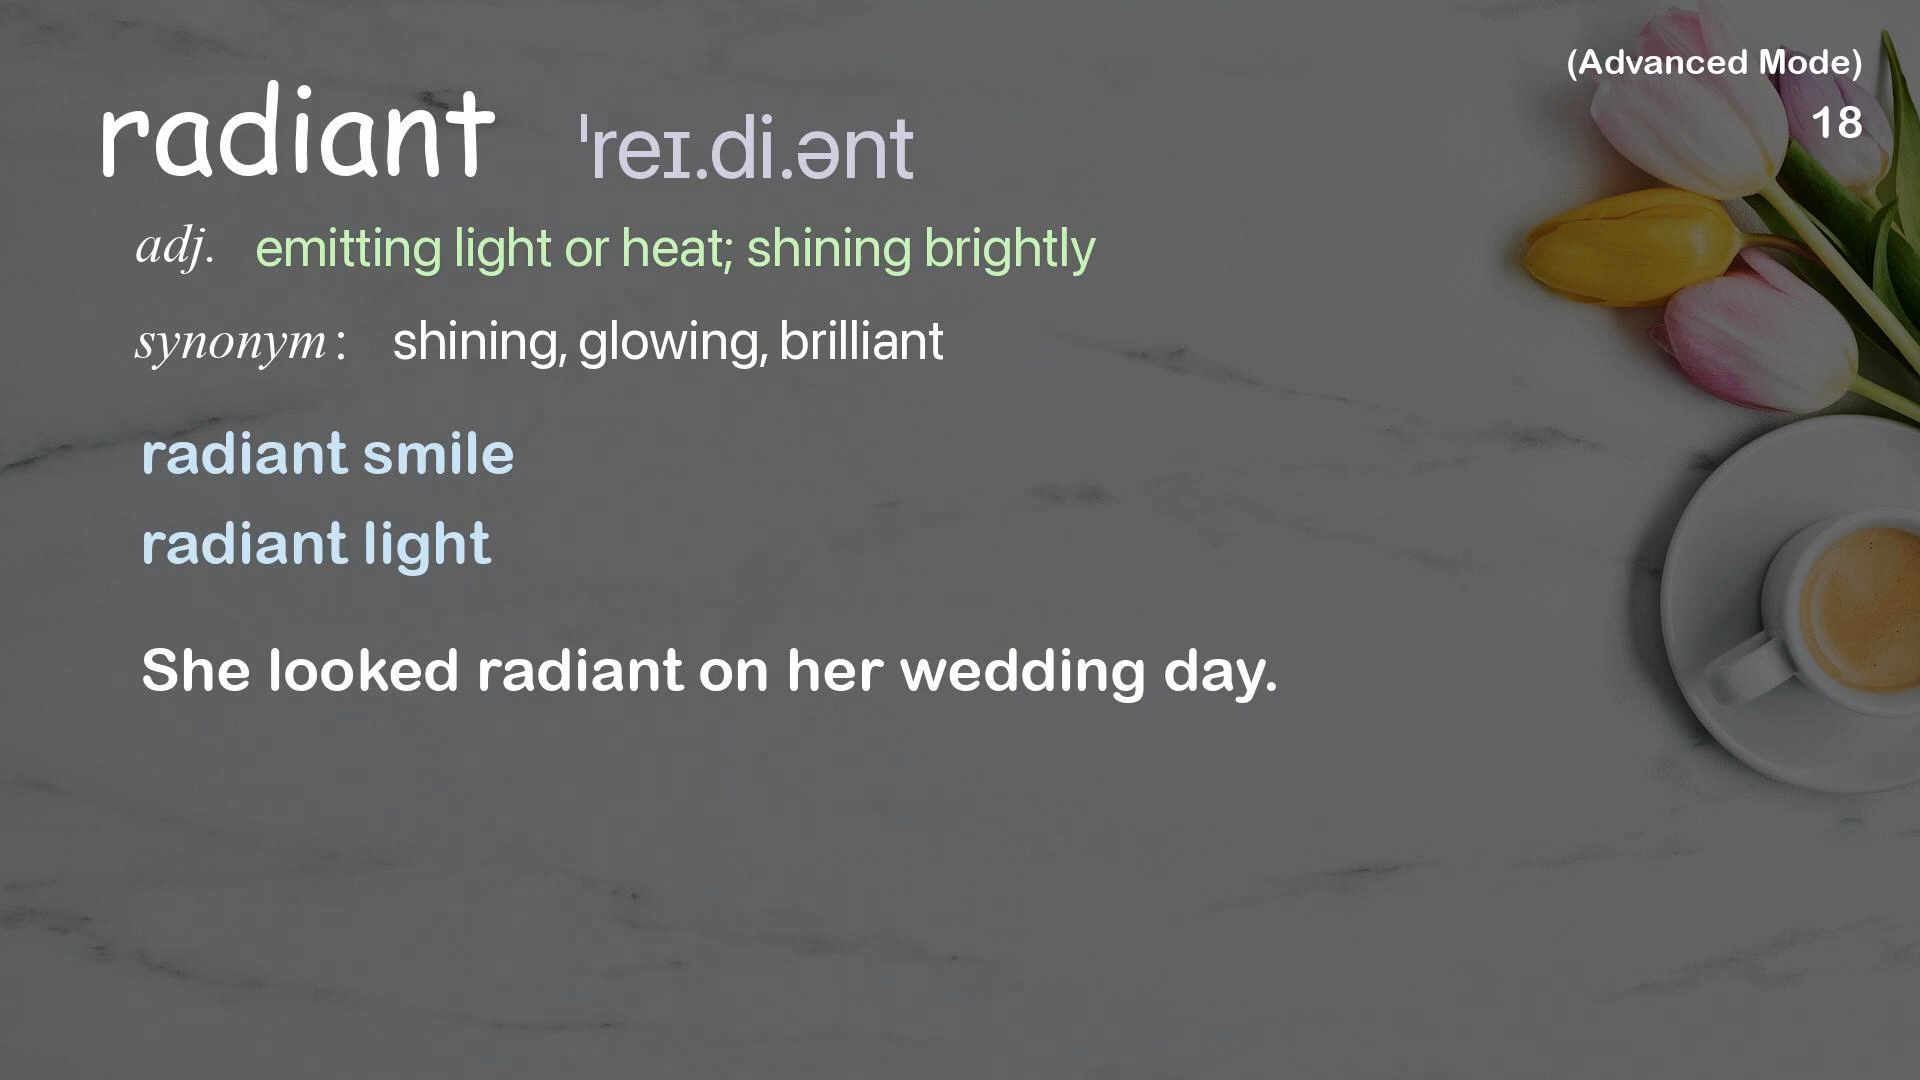 (Advanced Mode)
18
radiant ˈreɪ.di.ənt
adj. emitting light or heat; shining brightly
synonym: shining, glowing, brilliant
radiant smile
radiant light
She looked radiant on her wedding day.